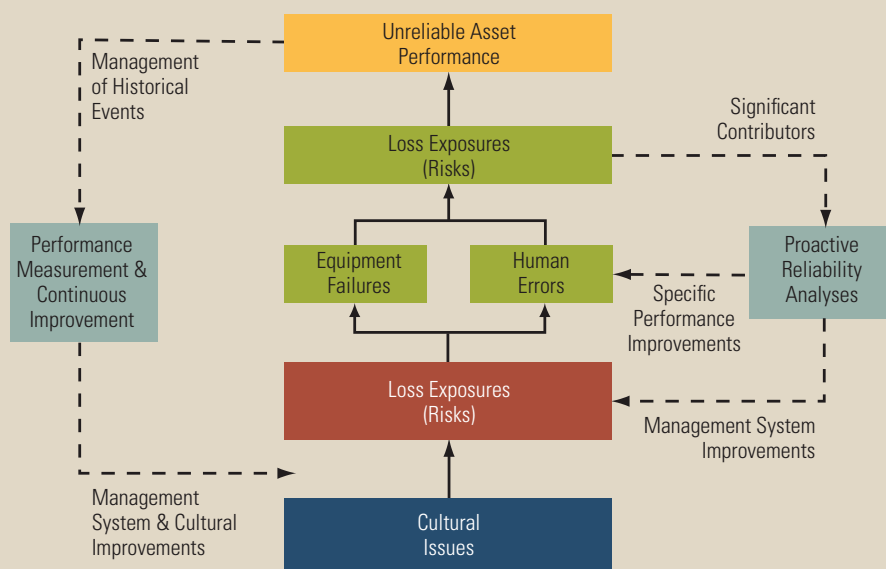 Unreliable Asset
Performance
Management
of Historical
Events
Significant
Contributors
Loss Exposures
(Risks)
Performance
Measurement &
Continuous
Improvement
Equipment
Failures
Human
Errors
Proactive
Reliability
Analyses
Specific
Performance
Improvements
Loss Exposures
(Risks)
Management System
Improvements
Management
System & Cultural
Improvements
Cultural
Issues